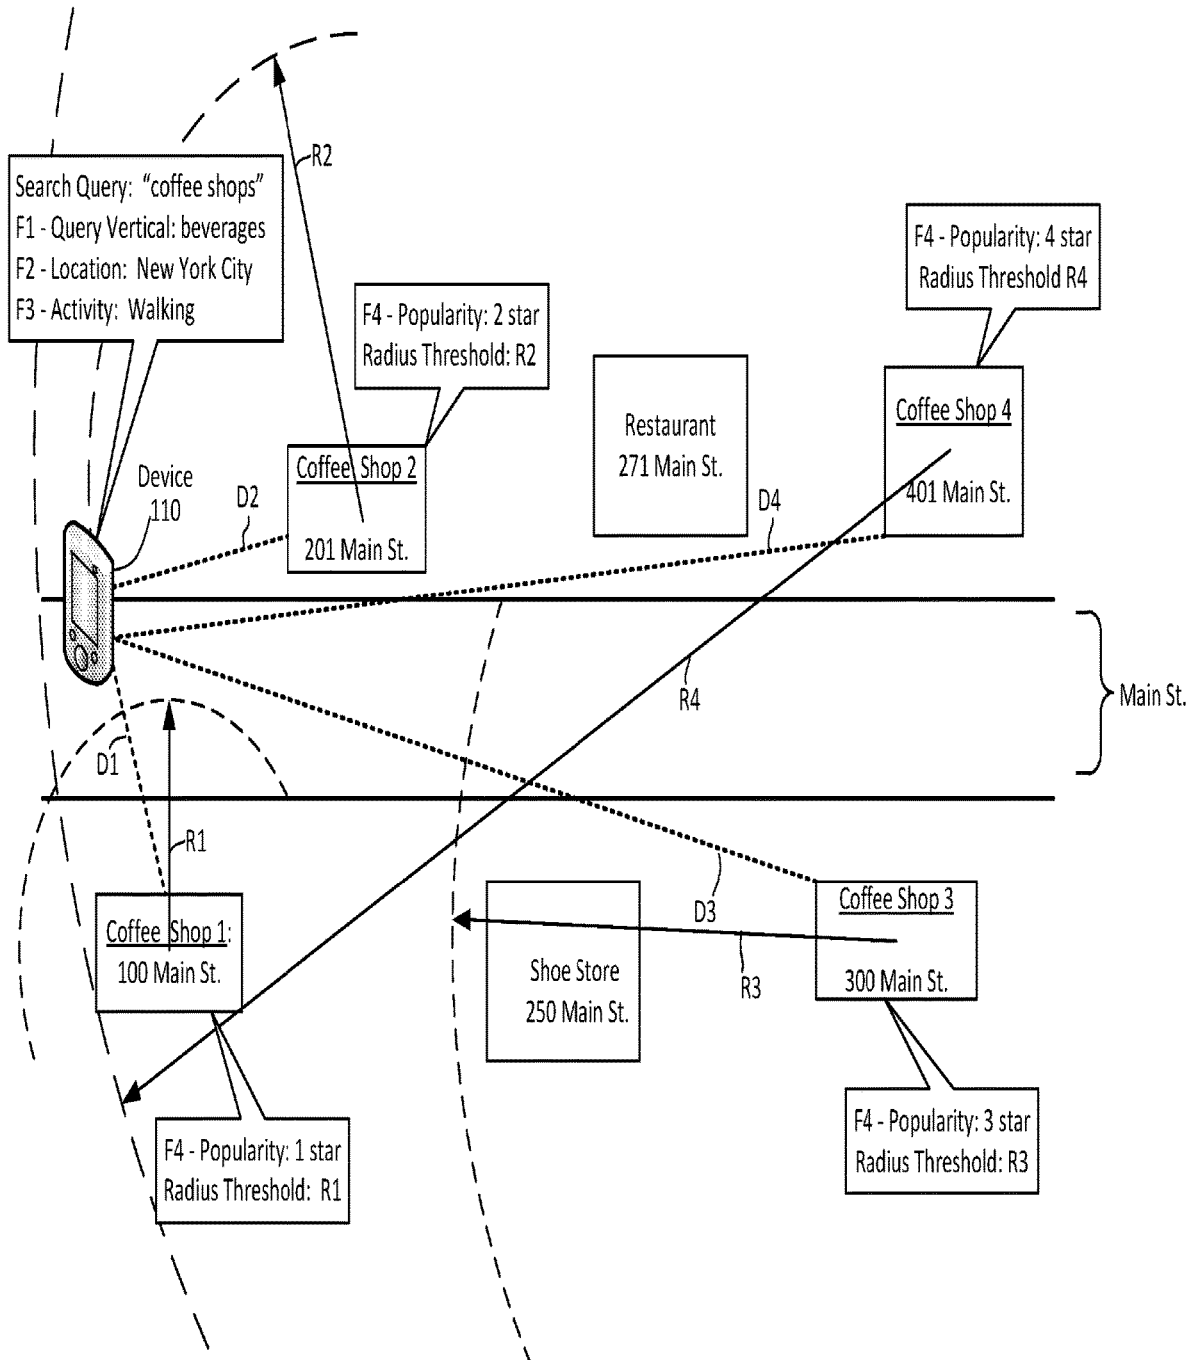 R2
Search Query: “coffee shops”
F1 - Query Vertical: beverages
F2 - Location: New York City
F3 - Activity: Walking
F4 - Popularity: 4 star
Radius Threshold R4
F4 - Popularity: 2 star
Radius Threshold: R2
Restaurant
271 Main St.
Coffee Shop 4
401 Main St.
Device
110
D2
Coffee Shop 2
201 Main St.
D4
R4
Main St.
D1
R1
Coffee Shop 1:
100 Main St.
D3
R3
Shoe Store
250 Main St.
Coffee Shop 3
300 Main St.
F4 - Popularity: 1 star
Radius Threshold: R1
F4 - Popularity: 3 star
Radius Threshold: R3